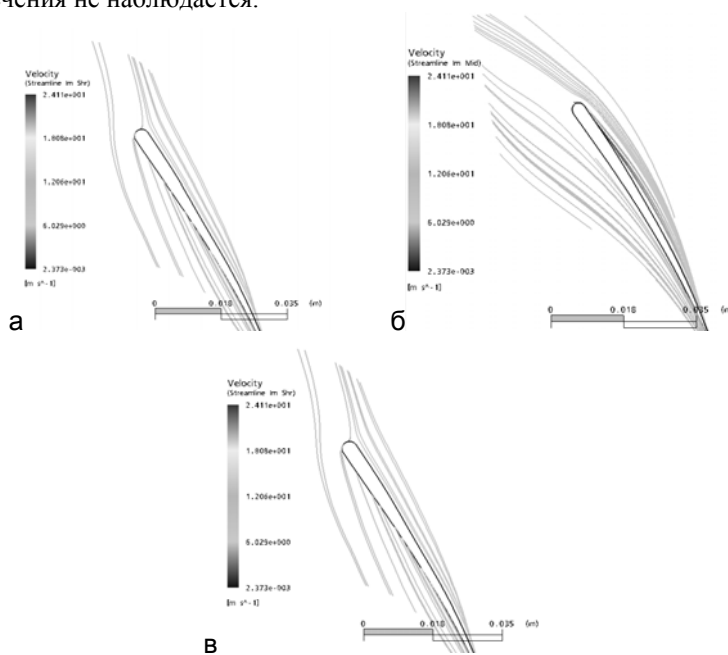 чения не наблюдается.
Velocity
(Streamline Im Shr)
2.411e+001
1.808e+001
1.206e+001
6.029e+000
2.373e-003
[m s^-1]
0 0.018 0.035 (m)
а
Velocity
(Streamline Im Mid)
2.411e+001
1.808e+001
1.206e+001
6.029e+000
2.373e-003
[m s^-1]
0 0.018 0.035
б
Velocity
(Streamline Im Shr)
2.411e+001
1.808e+001
1.206e+001
6.029e+000
2.373e-003
[m s^-1]
0 0.018 0.035 (m)
в